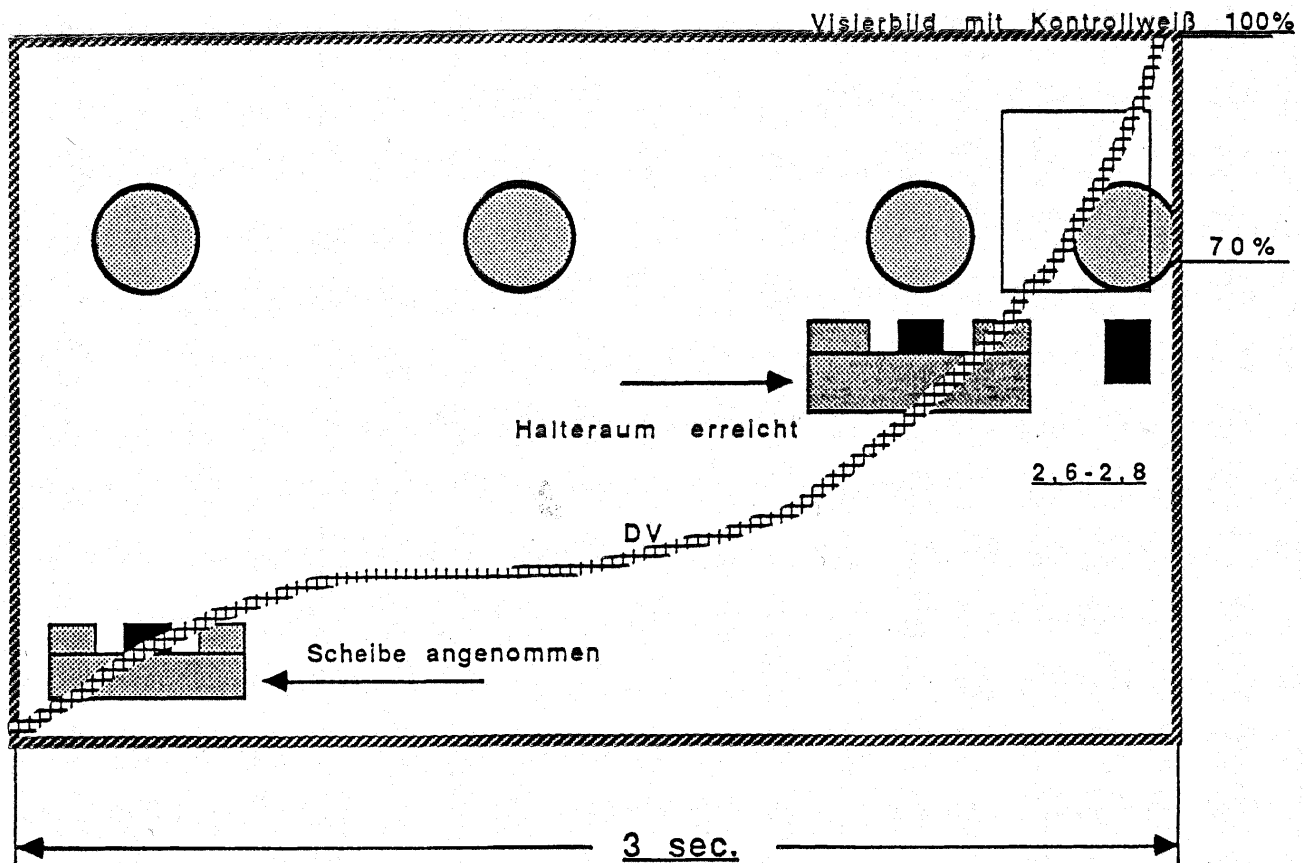 Visierbild mit Kontrollweiß 100%
70%
Halteraum erreicht
2,6-2,8
DV
Scheibe angenommen
3 sec.